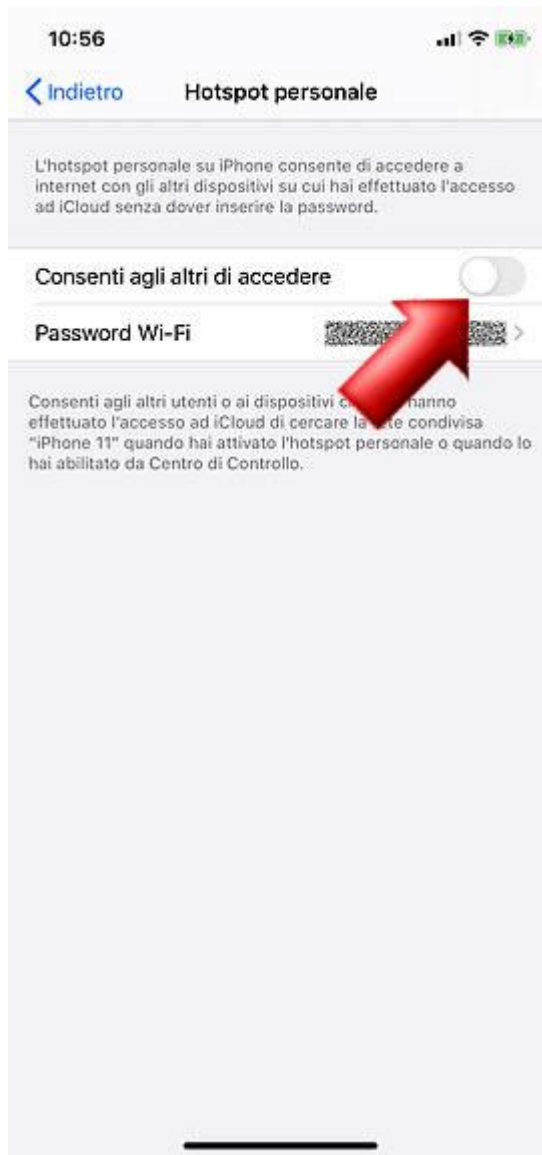 10:56
Indietro Hotspot personale
L'hotspot personale su iPhone consente di accedere a
internet con gli altri dispositivi su cui hai effettuato l'accesso
ad iCloud senza dover inserire la password.
Consenti agli altri di accedere
Password Wi-Fi
Consenti agli altri utenti o ai dispositivi hanno
effettuato l'accesso ad iCloud di cercare la condivisa
"iPhone 11" quando hai attivato l'hotspot personale o quando lo
hai abilitato da Centro di Controllo.